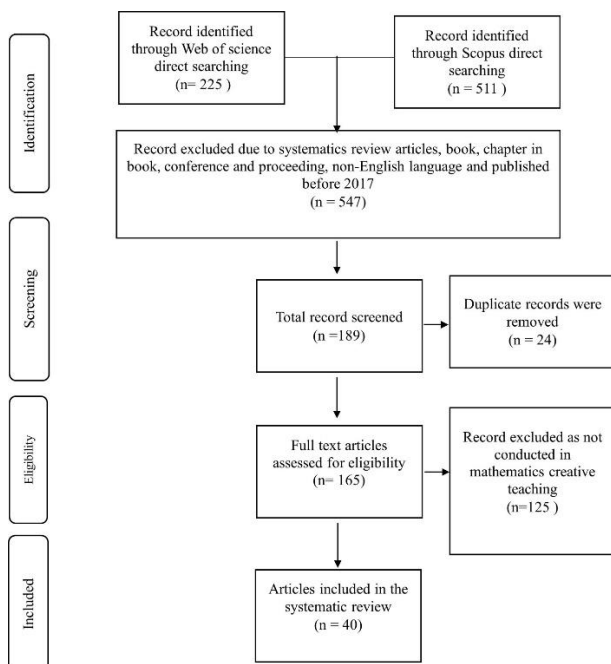 Identification
Record identified
through Web of science
direct searching
(n= 225 )
Record identified
through Scopus direct
searching
(n = 511 )
Record excluded due to systematics review articles, book, chapter in
book, conference and proceeding, non-English language and published
before 2017
(n = 547)
Screening
Total record screened
(n =189)
Duplicate records were
removed
(n = 24)
Eligibility
Full text articles
assessed for eligibility
(n= 165)
Record excluded as not
conducted in
mathematics creative
teaching
(n=125 )
Included
Articles included in the
systematic review
(n = 40)